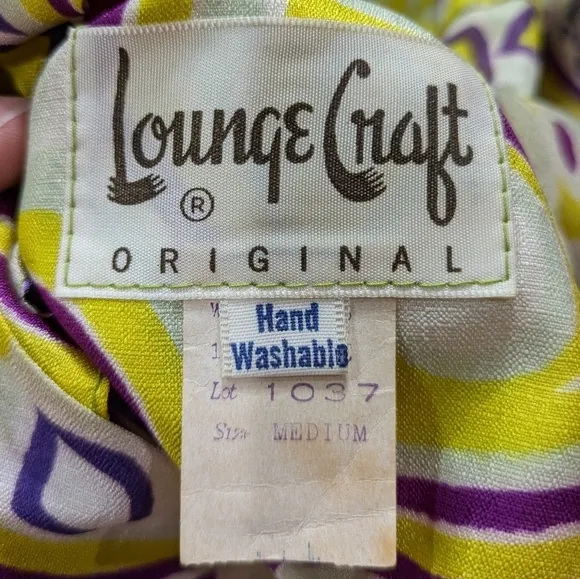 Lounge Craft
®
ORIGINAL
Hand
Washable
Lot 1037
Size MEDIUM